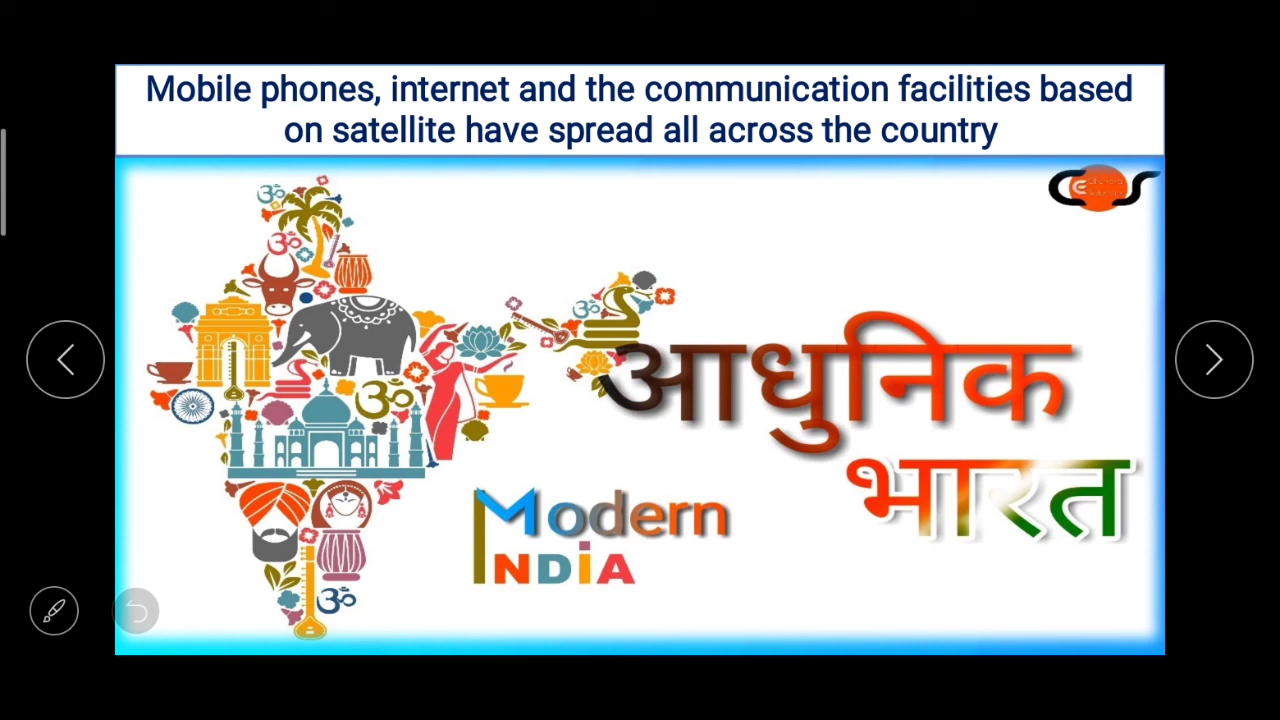 Mobile phones, internet and the communication facilities based
on satellite have spread all across the country
ॐ
ॐ
ॐ
ॐ
ॐ
आधुनिक
भारत
Modern
INDiA